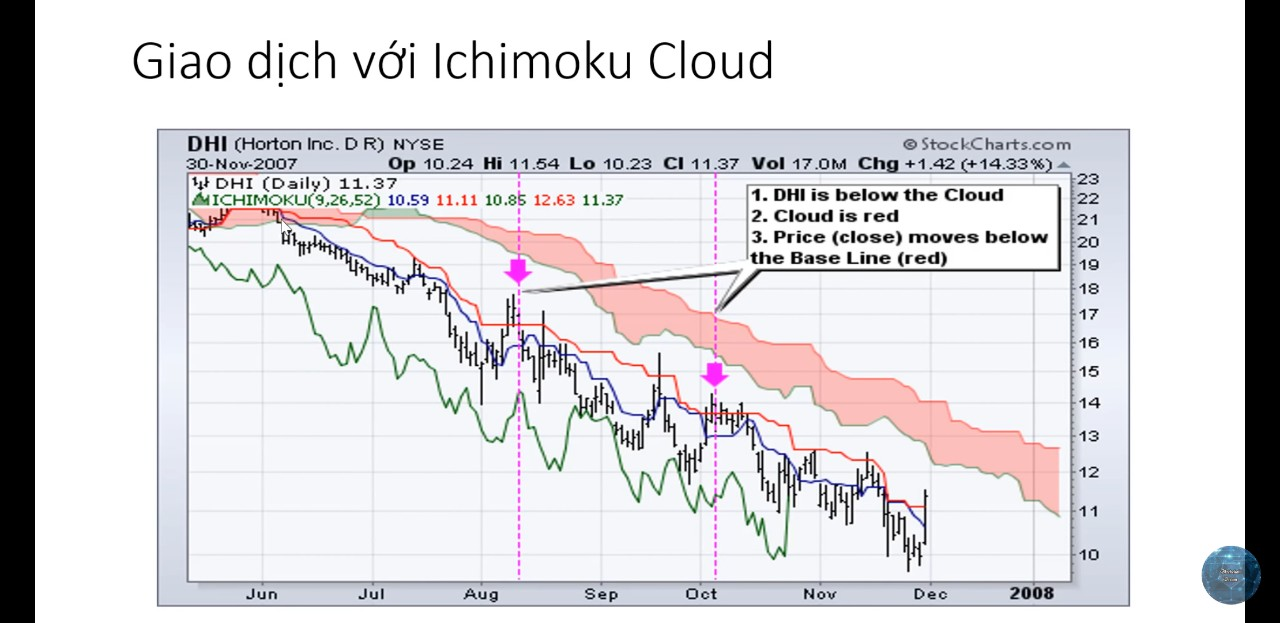 Giao dịch với Ichimoku Cloud
DHI (Horton Inc. D R) NYSE
© StockCharts.com
30-Nov-2007 Op 10.24 Hi 11.54 Lo 10.23 Cl 11.37 Vol 17.0M Chg +1.42 (+14.33%)
DHI (Daily) 11.37
ICHIMOKU(9,26,52) 10.59 11.11 10.85 12.63 11.37
1. DHI is below the Cloud
2. Cloud is red
3. Price (close) moves below
the Base Line (red)
23
22
21
20
19
18
17
16
15
14
13
12
11
10
Jun Jul Aug Sep Oct Nov Dec 2008